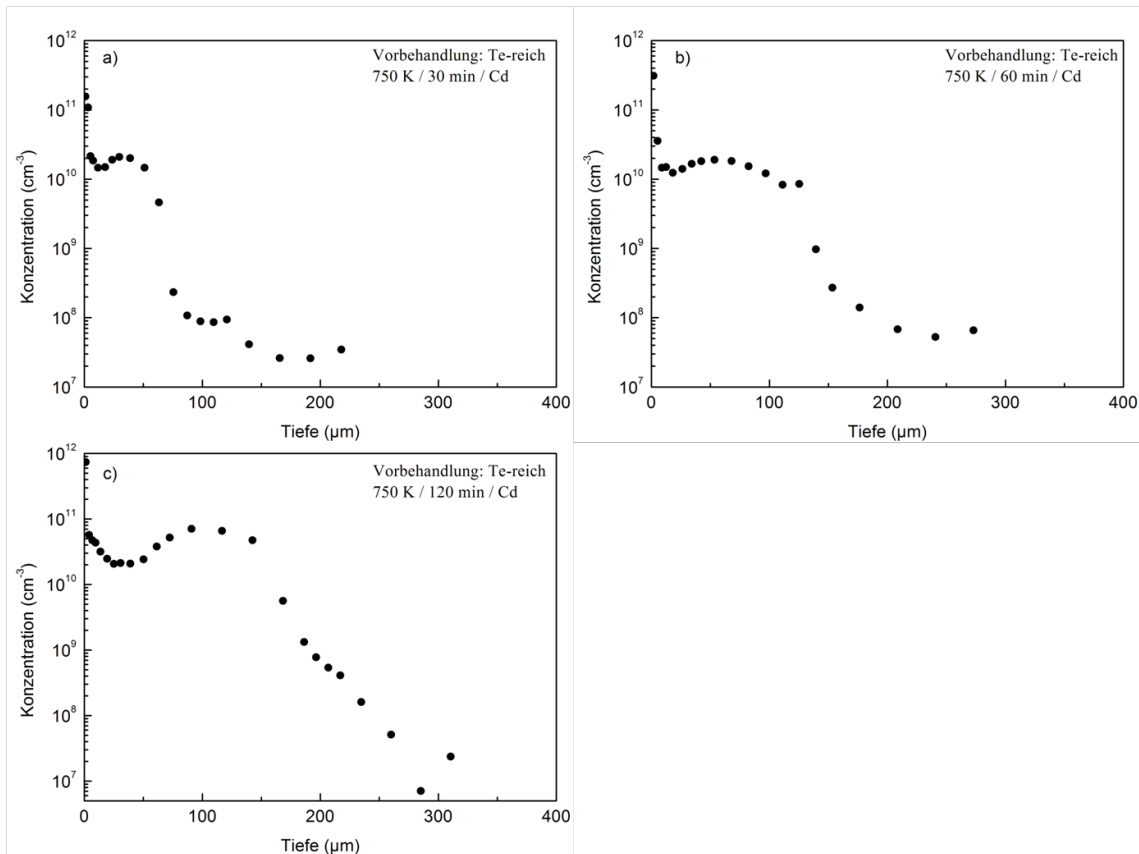 a)
Vorbehandlung: Te-reich
750 K / 30 min / Cd
Konzentration (cm⁻³)
10¹²
10¹¹
10¹⁰
10⁹
10⁸
10⁷
0 100 200 300 400
Tiefe (µm)
b)
Vorbehandlung: Te-reich
750 K / 60 min / Cd
Konzentration (cm⁻³)
10¹²
10¹¹
10¹⁰
10⁹
10⁸
10⁷
0 100 200 300 400
Tiefe (µm)
c)
Vorbehandlung: Te-reich
750 K / 120 min / Cd
Konzentration (cm⁻³)
10¹²
10¹¹
10¹⁰
10⁹
10⁸
10⁷
0 100 200 300 400
Tiefe (µm)